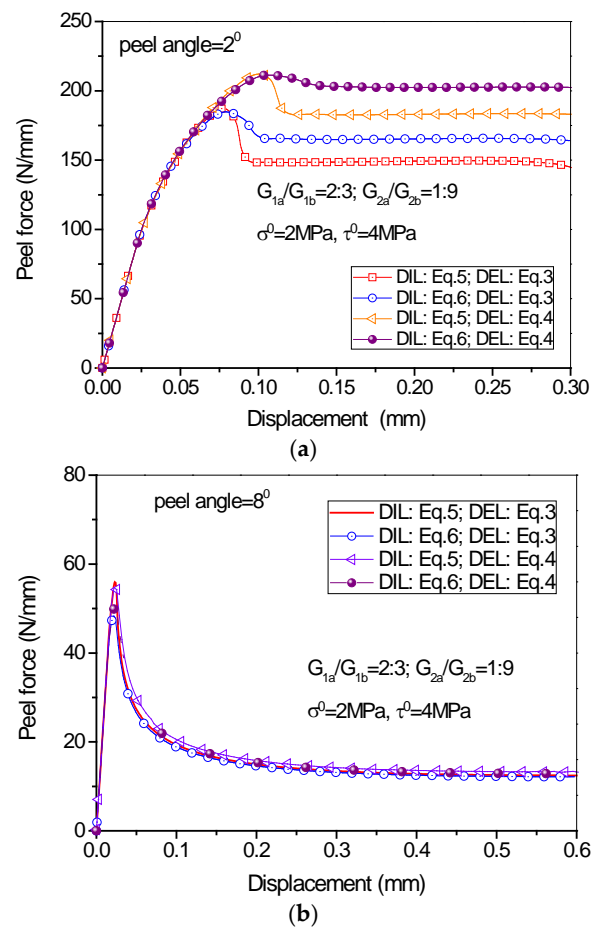 peel angle=2⁰
250
200
150
100
50
0
Peel force (N/mm)
G₁ₐ/G₁b=2:3; G₂ₐ/G₂b=1:9
σ⁰=2MPa, τ⁰=4MPa
DIL: Eq.5; DEL: Eq.3
DIL: Eq.6; DEL: Eq.3
DIL: Eq.5; DEL: Eq.4
DIL: Eq.6; DEL: Eq.4
0.00 0.05 0.10 0.15 0.20 0.25 0.30
Displacement (mm)
(a)
peel angle=8⁰
80
60
40
20
0
Peel force (N/mm)
DIL: Eq.5; DEL: Eq.3
DIL: Eq.6; DEL: Eq.3
DIL: Eq.5; DEL: Eq.4
DIL: Eq.6; DEL: Eq.4
G₁ₐ/G₁b=2:3; G₂ₐ/G₂b=1:9
σ⁰=2MPa, τ⁰=4MPa
0.0 0.1 0.2 0.3 0.4 0.5 0.6
Displacement (mm)
(b)